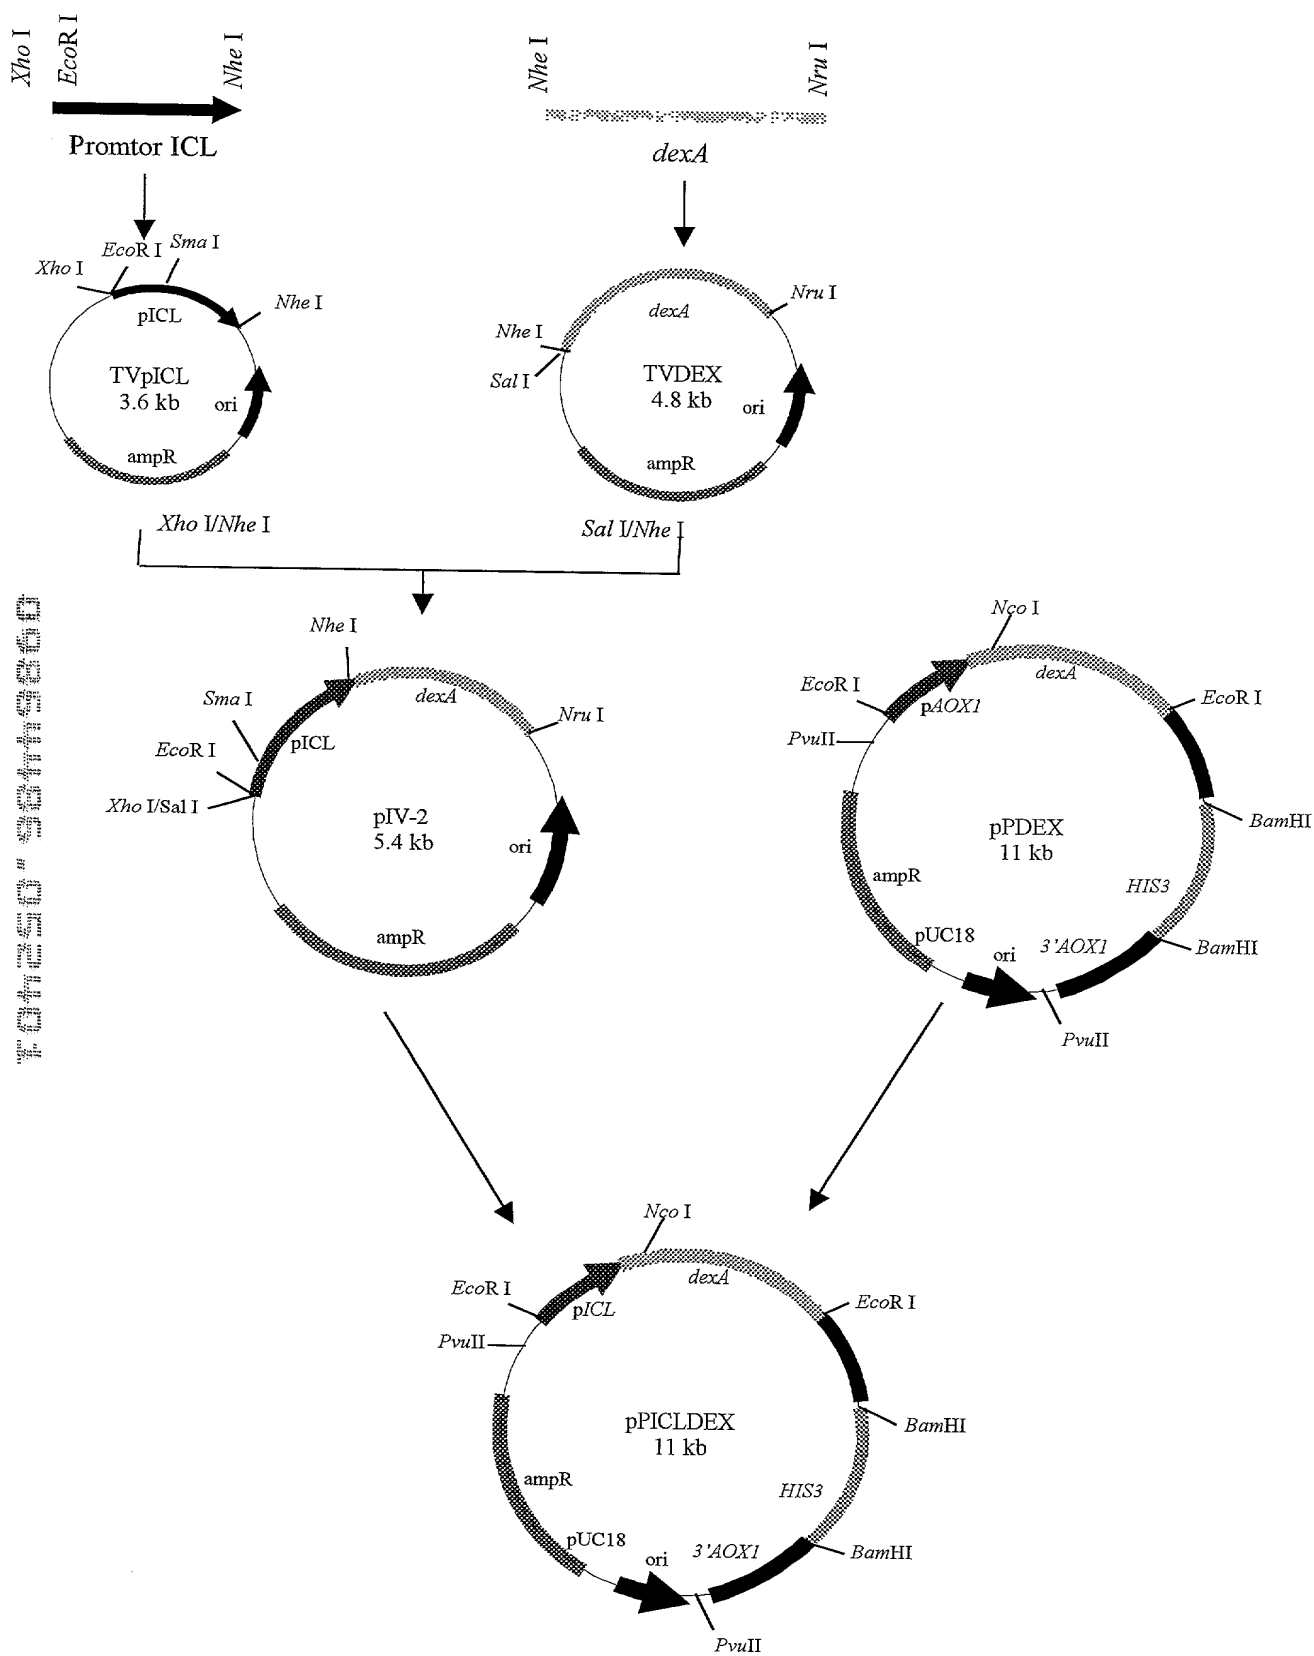 Xho I
EcoR I
Nhe I
Nhe I
Nru I
Promtor ICL
dexA
EcoR I
Sma I
Xho I
Nhe I
pICL
TVpICL
3.6 kb
ori
ampR
Nru I
dexA
Nhe I
Sal I
TVDEX
4.8 kb
ori
ampR
Xho I/Nhe I
Sal I/Nhe I
Nhe I
Sma I
dexA
Nru I
EcoR I
pICL
Xho I/Sal I
pIV-2
5.4 kb
ori
ampR
Nco I
dexA
EcoR I
EcoR I
pAOX1
PvuII
pPDEX
11 kb
BamHI
ampR
HIS3
pUC18
ori
3'AOX1
BamHI
PvuII
Nco I
dexA
EcoR I
pICL
EcoR I
PvuII
pPICLDEX
11 kb
BamHI
ampR
HIS3
pUC18
ori
3'AOX1
BamHI
PvuII